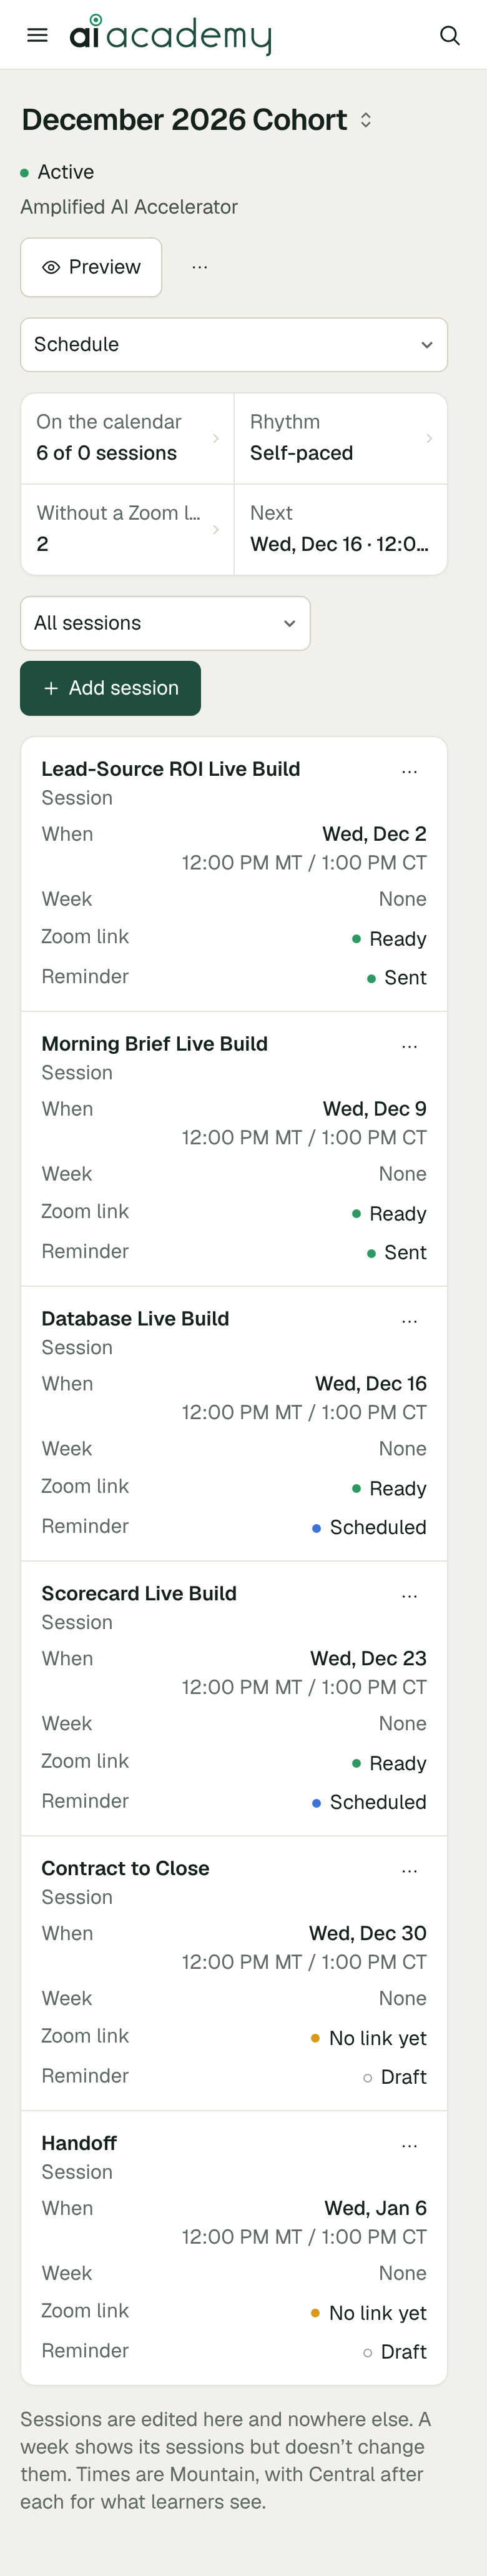 ai academy
December 2026 Cohort
Active
Amplified AI Accelerator
Preview
...
Schedule
On the calendar
6 of 0 sessions
Rhythm
Self-paced
Without a Zoom l...
2
Next
Wed, Dec 16 · 12:0...
All sessions
+ Add session
Lead-Source ROI Live Build
...
Session
When Wed, Dec 2
12:00 PM MT / 1:00 PM CT
Week None
Zoom link Ready
Reminder Sent
Morning Brief Live Build
...
Session
When Wed, Dec 9
12:00 PM MT / 1:00 PM CT
Week None
Zoom link Ready
Reminder Sent
Database Live Build
...
Session
When Wed, Dec 16
12:00 PM MT / 1:00 PM CT
Week None
Zoom link Ready
Reminder Scheduled
Scorecard Live Build
...
Session
When Wed, Dec 23
12:00 PM MT / 1:00 PM CT
Week None
Zoom link Ready
Reminder Scheduled
Contract to Close
...
Session
When Wed, Dec 30
12:00 PM MT / 1:00 PM CT
Week None
Zoom link No link yet
Reminder Draft
Handoff
...
Session
When Wed, Jan 6
12:00 PM MT / 1:00 PM CT
Week None
Zoom link No link yet
Reminder Draft
Sessions are edited here and nowhere else. A
week shows its sessions but doesn’t change
them. Times are Mountain, with Central after
each for what learners see.